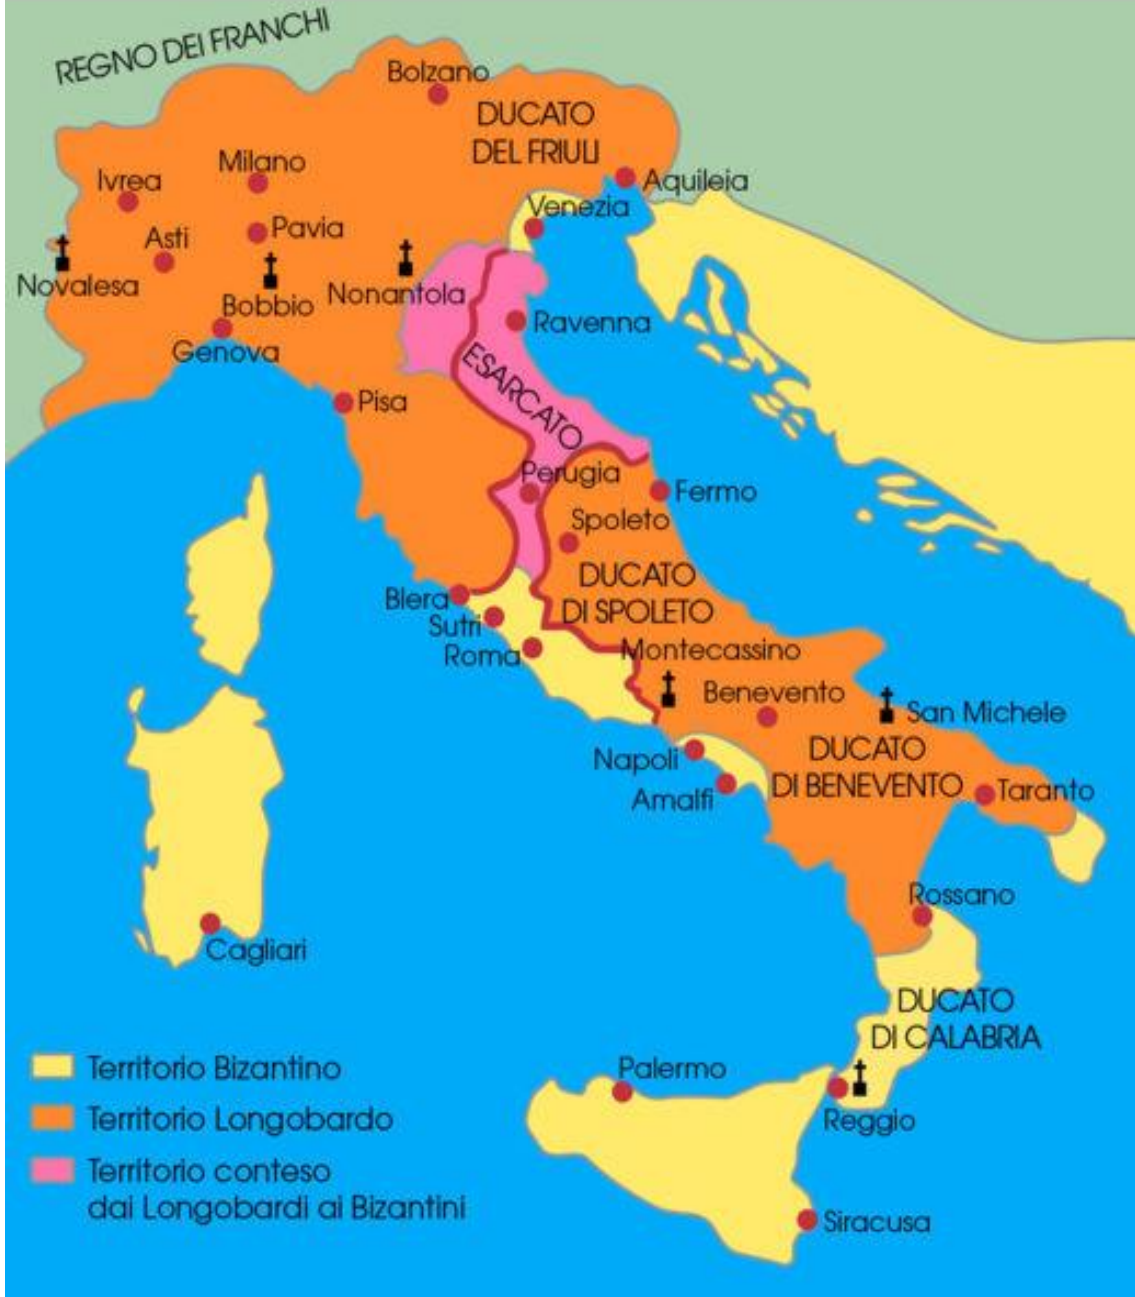 REGNO DEI FRANCHI
Bolzano
DUCATO
DEL FRIULI
Milano
Ivrea
Aquileia
Venezia
Pavia
Asti
Novalesa
Bobbio
Nonantola
Ravenna
Genova
ESARCATO
Pisa
Perugia
Fermo
Spoleto
DUCATO
DI SPOLETO
Blera
Sutri
Roma
Montecassino
Benevento
San Michele
Napoli
DUCATO
DI BENEVENTO
Amalfi
Taranto
Rossano
Cagliari
DUCATO
DI CALABRIA
Palermo
Reggio
Siracusa
Territorio Bizantino
Territorio Longobardo
Territorio conteso
dai Longobardi ai Bizantini